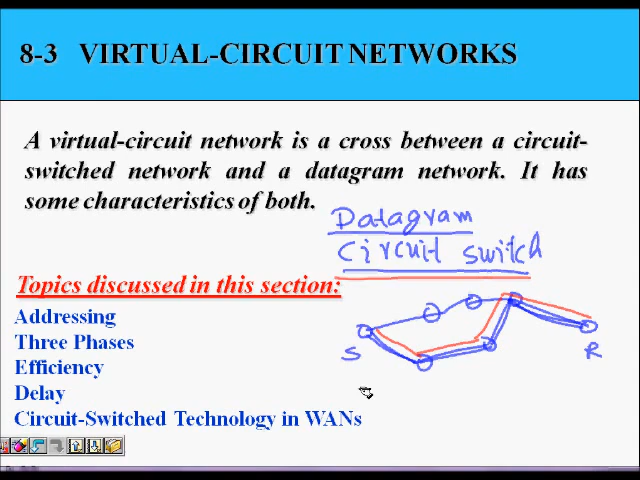 8-3 VIRTUAL-CIRCUIT NETWORKS
A virtual-circuit network is a cross between a circuit-
switched network and a datagram network. It has
some characteristics of both.
Datagram
Circuit switch
Topics discussed in this section:
Addressing
Three Phases
Efficiency
Delay
Circuit-Switched Technology in WANs
S
R